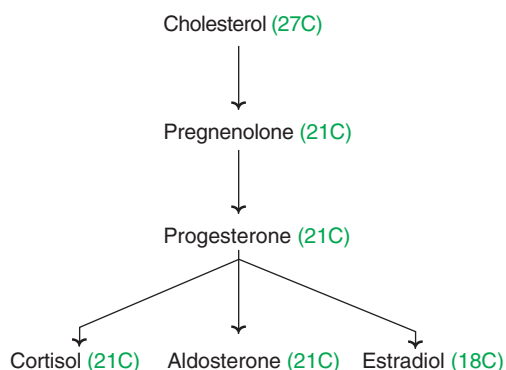 Cholesterol (27C)
Pregnenolone (21C)
Progesterone (21C)
Cortisol (21C) Aldosterone (21C) Estradiol (18C)